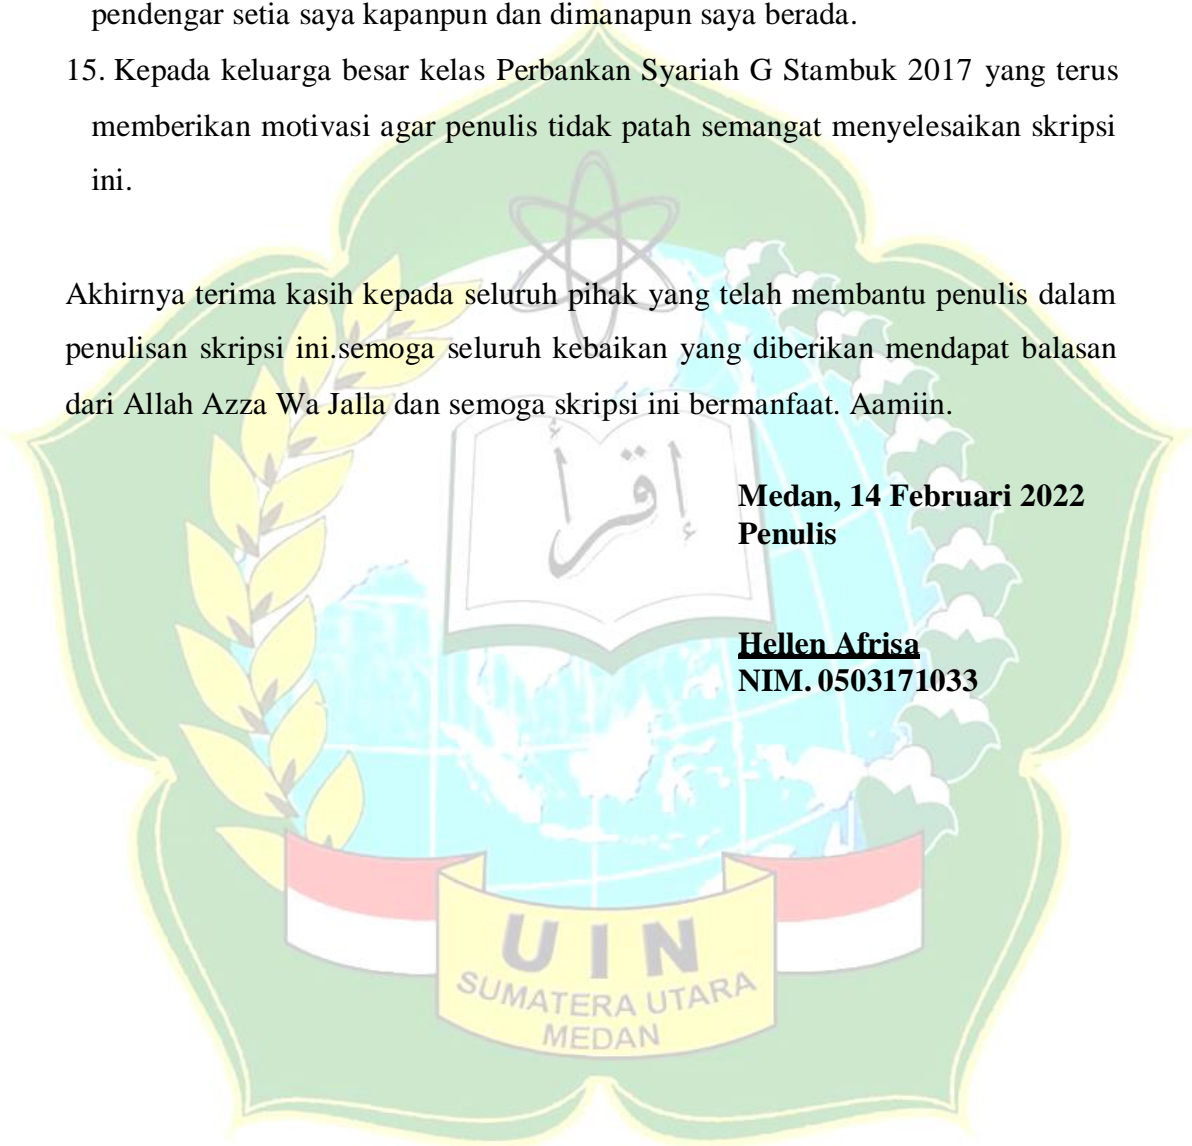 pendengar setia saya kapanpun dan dimanapun saya berada.
15. Kepada keluarga besar kelas Perbankan Syariah G Stambuk 2017 yang terus
memberikan motivasi agar penulis tidak patah semangat menyelesaikan skripsi
ini.
Akhirnya terima kasih kepada seluruh pihak yang telah membantu penulis dalam
penulisan skripsi ini.semoga seluruh kebaikan yang diberikan mendapat balasan
dari Allah Azza Wa Jalla dan semoga skripsi ini bermanfaat. Aamiin.
إقرأ
Medan, 14 Februari 2022
Penulis
Hellen Afrisa
NIM. 0503171033
UIN
SUMATERA UTARA
MEDAN